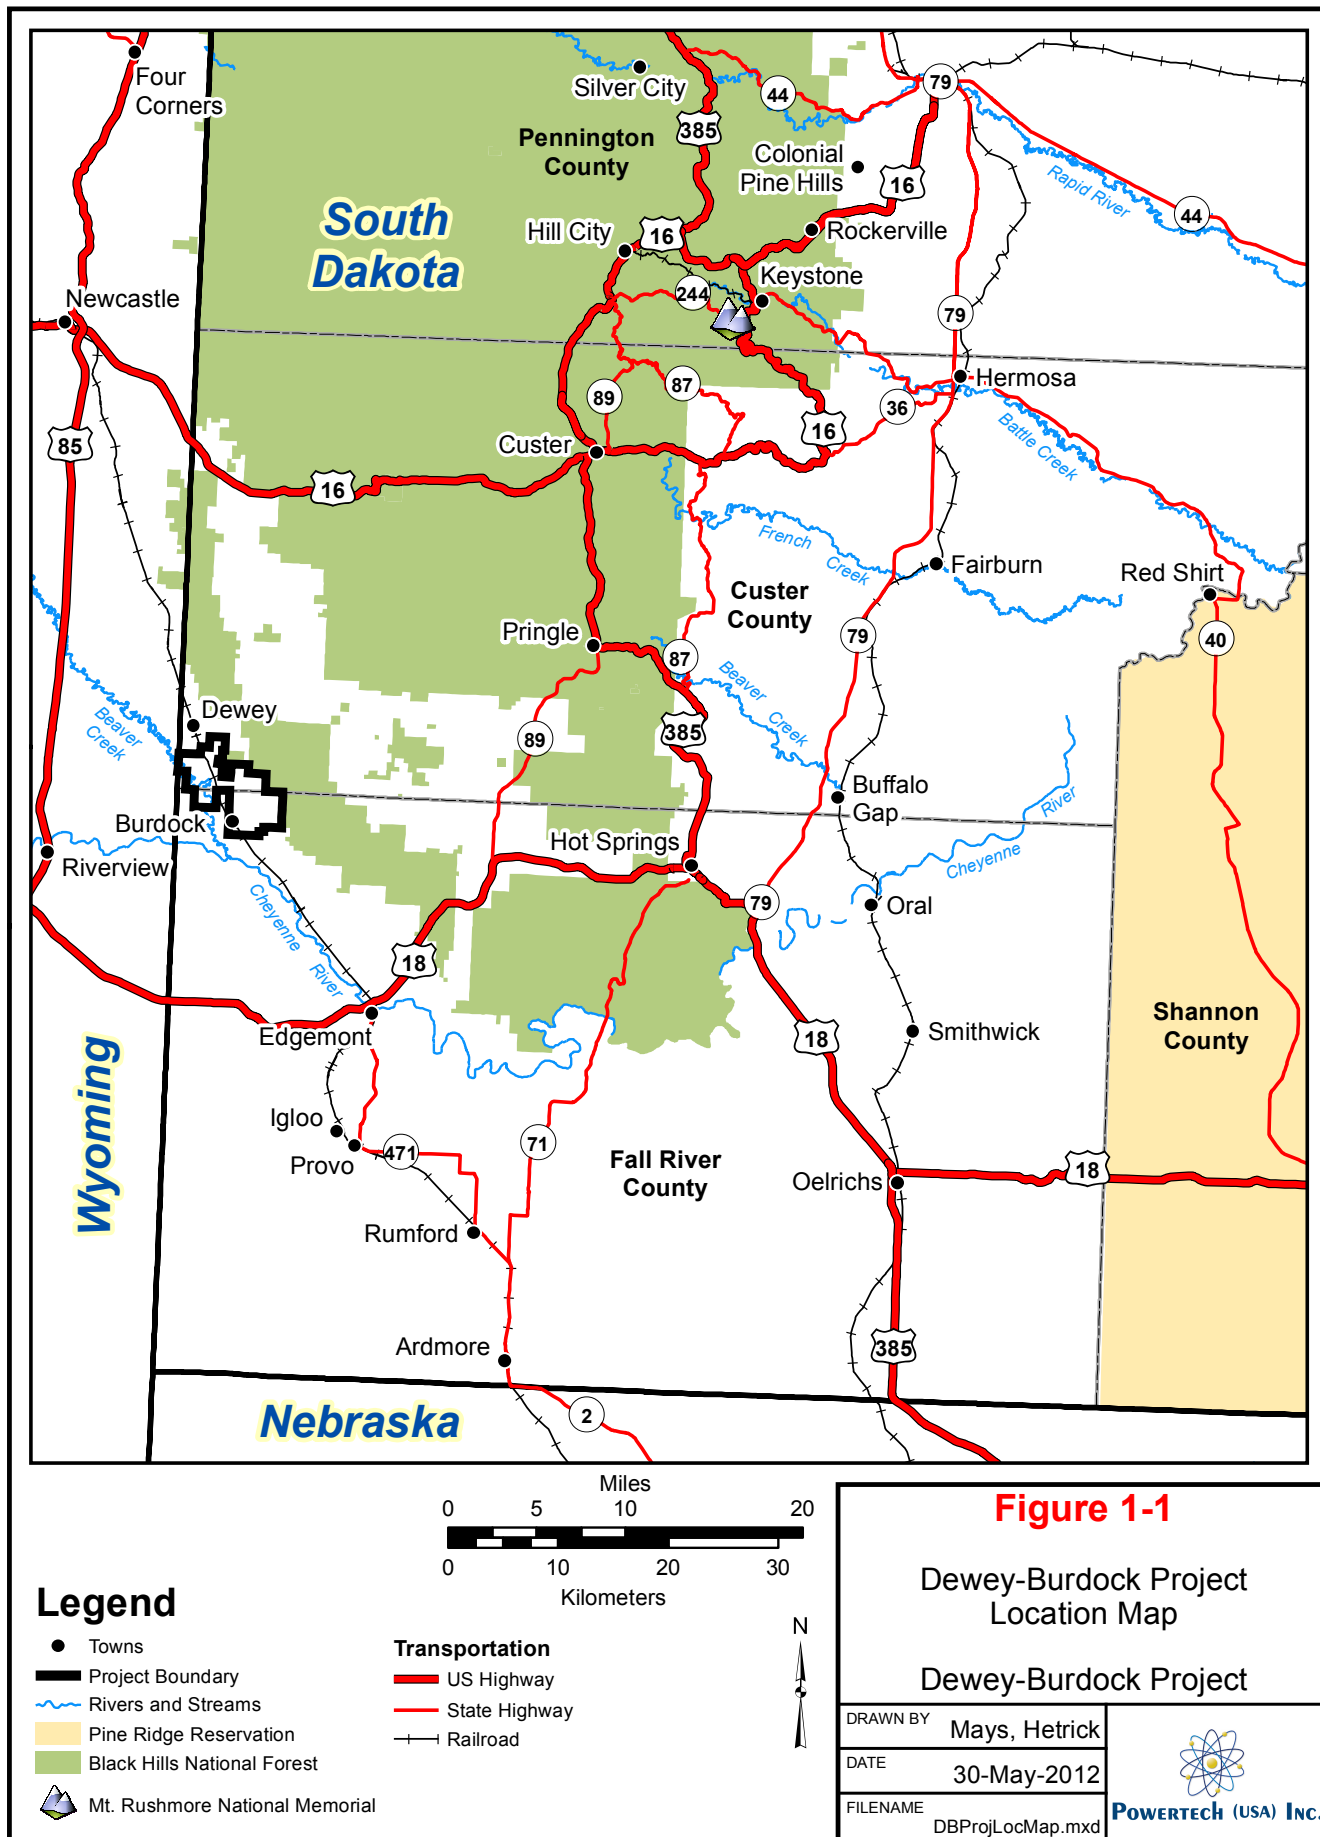 Four
Corners
Silver City
44
79
385
Pennington
County
Colonial
Pine Hills
16
Rapid River
44
South
Dakota
Hill City
16
Rockerville
Keystone
244
Newcastle
79
Hermosa
87
89
36
16
Battle Creek
85
Custer
16
French
Creek
Fairburn
Red Shirt
Custer
County
40
79
Pringle
87
Beaver
Creek
Dewey
Beaver
Creek
89
385
Buffalo
Gap
River
Cheyenne
Burdock
Hot Springs
Riverview
79
Oral
Cheyenne
River
18
Edgemont
18
Smithwick
Shannon
County
Wyoming
Igloo
Provo
471
71
Fall River
County
Oelrichs
18
Rumford
Ardmore
385
Nebraska
2
Miles
0 5 10 20
0 10 20 30
Kilometers
Legend
Towns
Project Boundary
Rivers and Streams
Pine Ridge Reservation
Black Hills National Forest
Mt. Rushmore National Memorial
Transportation
US Highway
State Highway
Railroad
N
Figure 1-1
Dewey-Burdock Project
Location Map
Dewey-Burdock Project
DRAWN BY Mays, Hetrick
DATE 30-May-2012
FILENAME DBProjLocMap.mxd
POWERTECH (USA) INC.